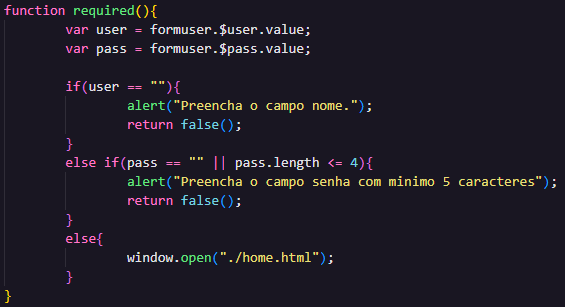 function required(){
var user = formuser.$user.value;
var pass = formuser.$pass.value;
if(user == ""){
alert("Preencha o campo nome.");
return false();
}
else if(pass == "" || pass.length <= 4){
alert("Preencha o campo senha com minimo 5 caracteres");
return false();
}
else{
window.open("./home.html");
}
}